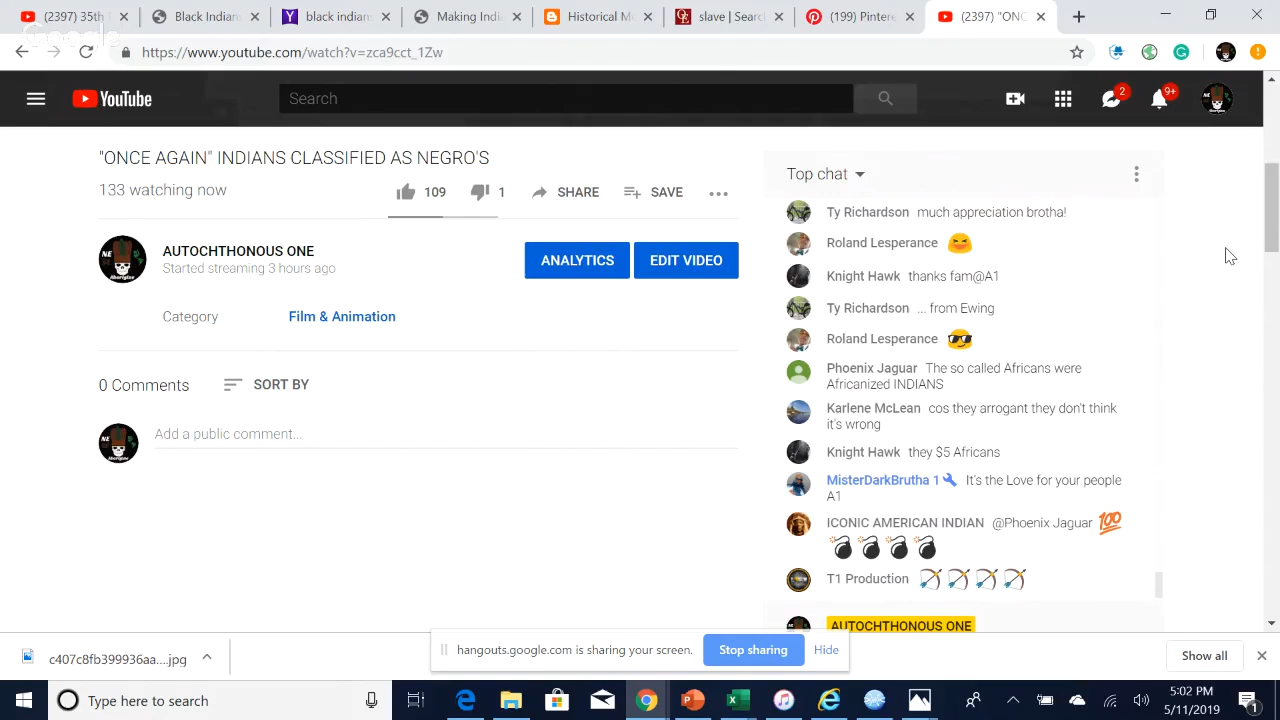 (2397) 35th
Black Indian
black indians
Making Indi
Historical M
slave | Search
(199) Pintere
(2397) "ONC
https://www.youtube.com/watch?v=zca9cct_1Zw
YouTube
Search
2
9+
"ONCE AGAIN" INDIANS CLASSIFIED AS NEGRO'S
133 watching now
109
1
SHARE
SAVE
AUTOCHTHONOUS ONE
Started streaming 3 hours ago
ANALYTICS
EDIT VIDEO
Category
Film & Animation
0 Comments
SORT BY
Add a public comment...
Top chat
Ty Richardson much appreciation brotha!
Roland Lesperance
Knight Hawk thanks fam@A1
Ty Richardson ... from Ewing
Roland Lesperance
Phoenix Jaguar The so called Africans were
Africanized INDIANS
Karlene McLean cos they arrogant they don't think
it's wrong
Knight Hawk they $5 Africans
MisterDarkBrutha 1 It's the Love for your people
A1
ICONIC AMERICAN INDIAN @Phoenix Jaguar 💯
T1 Production
AUTOCHTHONOUS ONE
hangouts.google.com is sharing your screen.
Stop sharing
Hide
c407c8fb399936aa....jpg
Show all
Type here to search
5:02 PM
5/11/2019
1